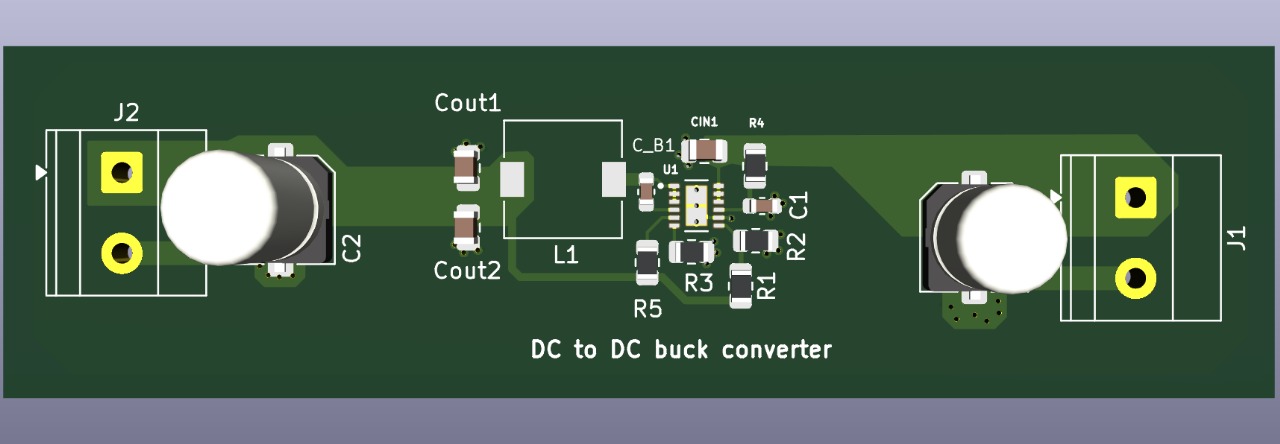 Cout1
J2
CIN1
R4
C_B1
U1
C1
C2
L1
R2
J1
Cout2
R3
R1
R5
DC to DC buck converter